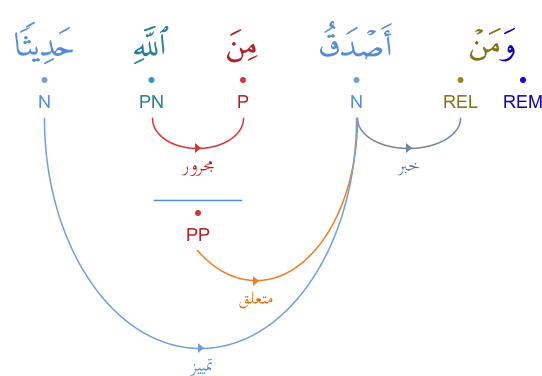 وَمَنۡ أَصۡدَقُ مِنَ ٱللَّهِ حَدِيثٗا
REM REL N P PN N
مجرور خبر
PP
متعلق
تمييز